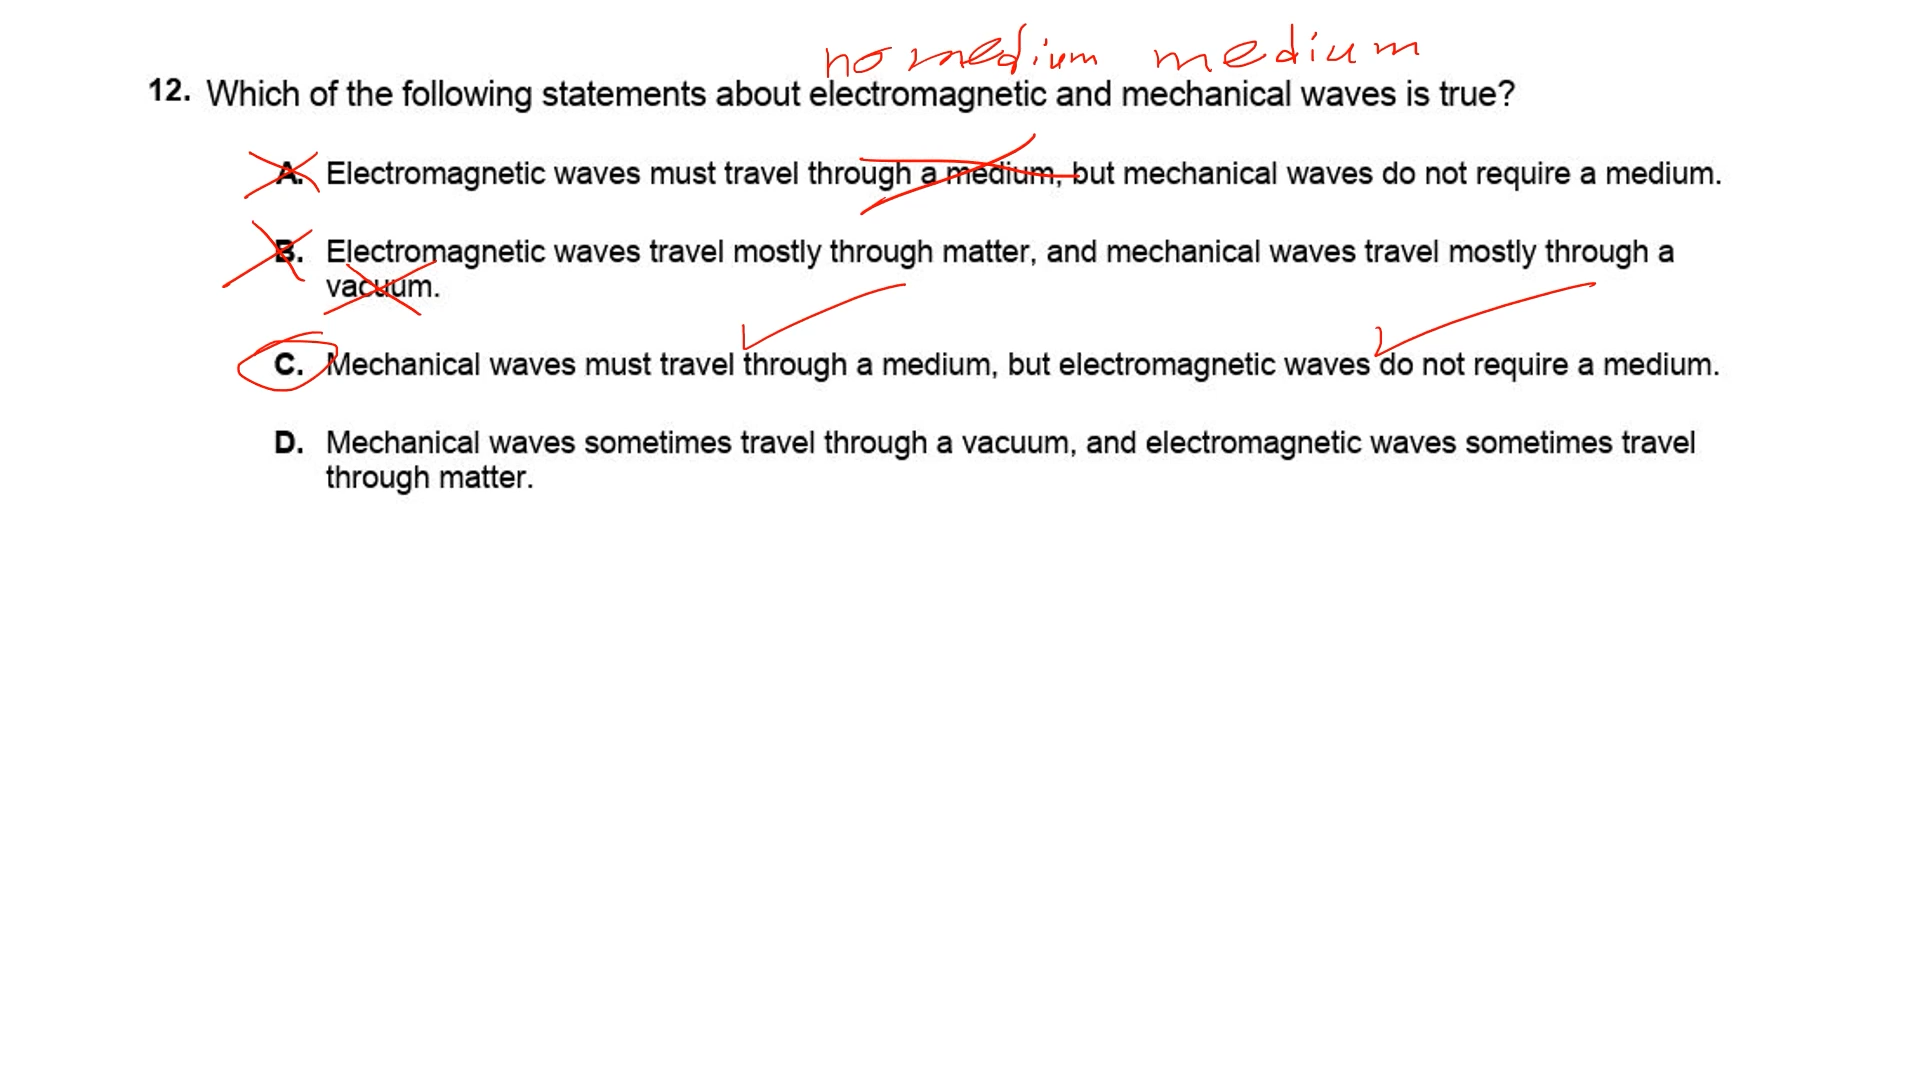 no medium medium
12. Which of the following statements about electromagnetic and mechanical waves is true?
A. Electromagnetic waves must travel through a medium, but mechanical waves do not require a medium.
B. Electromagnetic waves travel mostly through matter, and mechanical waves travel mostly through a
vacuum.
C. Mechanical waves must travel through a medium, but electromagnetic waves do not require a medium.
D. Mechanical waves sometimes travel through a vacuum, and electromagnetic waves sometimes travel
through matter.